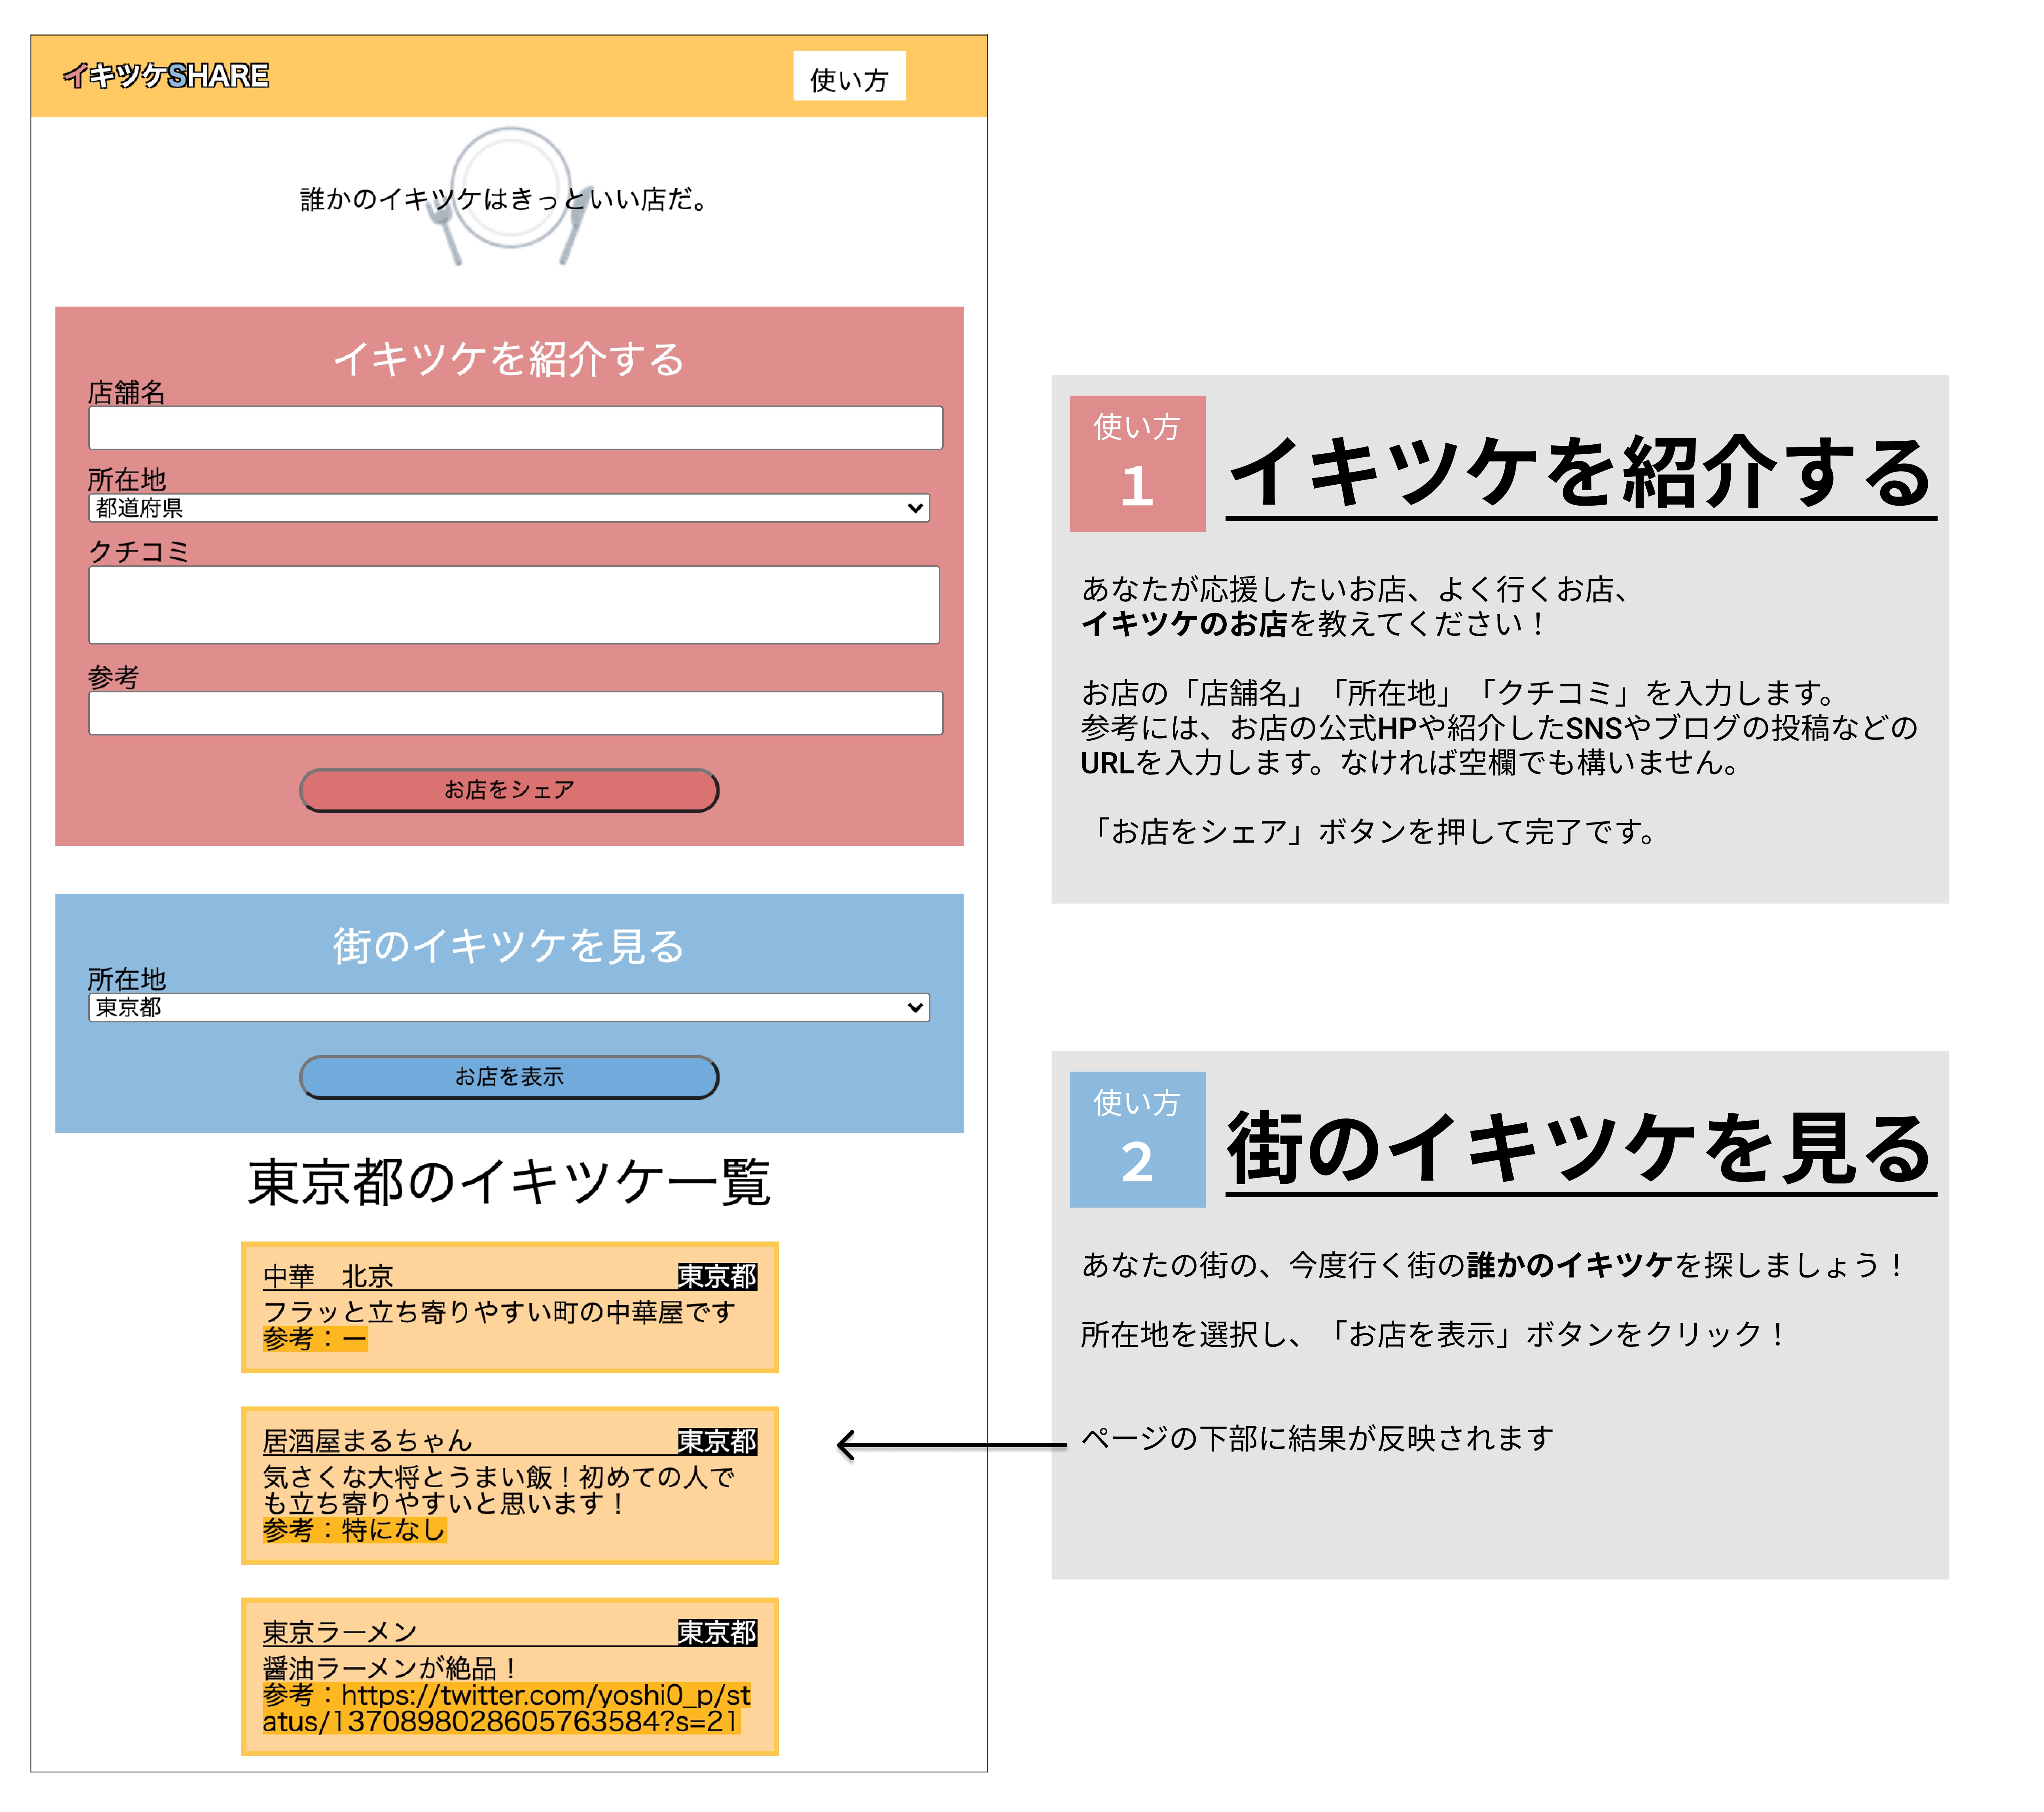 イキツケSHARE
使い方
誰かのイキツケはきっといい店だ。
イキツケを紹介する
店舗名
所在地
都道府県
クチコミ
参考
お店をシェア
街のイキツケを見る
所在地
東京都
お店を表示
東京都のイキツケ一覧
中華　北京
東京都
フラッと立ち寄りやすい町の中華屋です
参考：ー
居酒屋まるちゃん
東京都
気さくな大将とうまい飯！初めての人で
も立ち寄りやすいと思います！
参考：特になし
東京ラーメン
東京都
醤油ラーメンが絶品！
参考：https://twitter.com/yoshi0_p/st
atus/1370898028605763584?s=21
使い方
1
イキツケを紹介する
あなたが応援したいお店、よく行くお店、
イキツケのお店を教えてください！
お店の「店舗名」「所在地」「クチコミ」を入力します。
参考には、お店の公式HPや紹介したSNSやブログの投稿などの
URLを入力します。なければ空欄でも構いません。
「お店をシェア」ボタンを押して完了です。
使い方
2
街のイキツケを見る
あなたの街の、今度行く街の誰かのイキツケを探しましょう！
所在地を選択し、「お店を表示」ボタンをクリック！
ページの下部に結果が反映されます